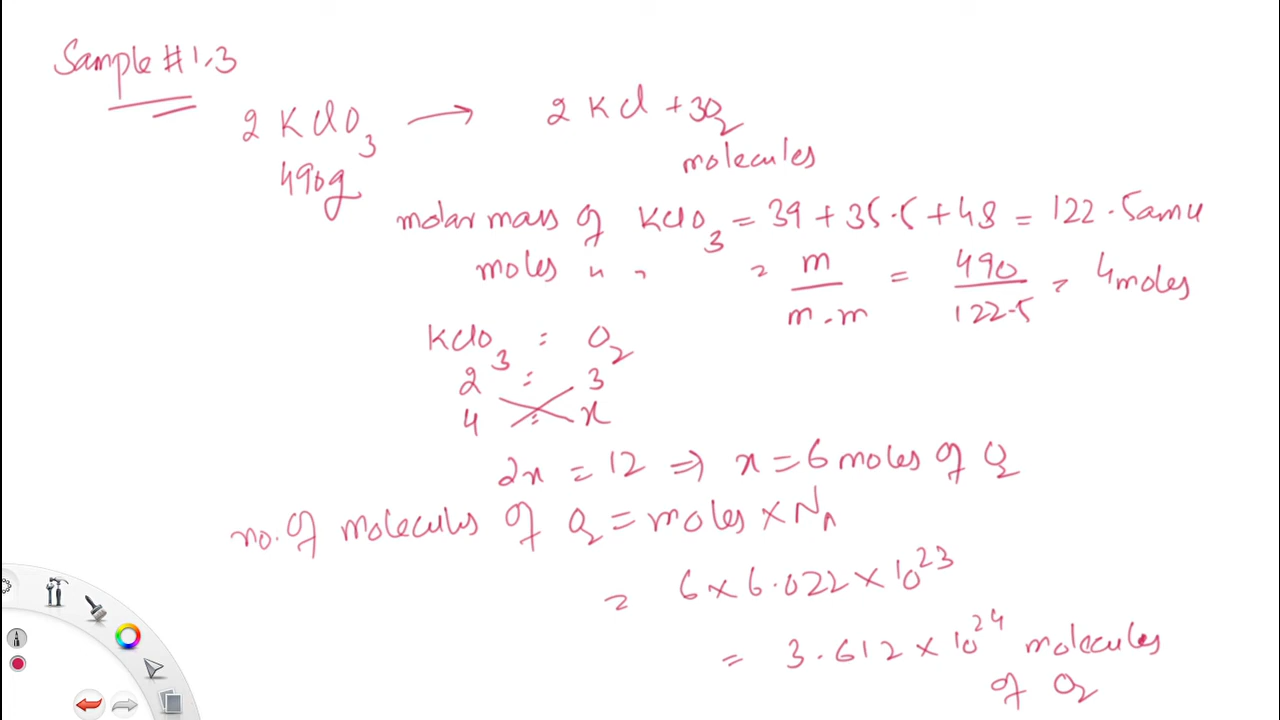 Sample # 1.3
2 KClO3 → 2 KCl + 3O2
490g molecules
molar mass of KClO3 = 39 + 35.5 + 48 = 122.5amu
moles " " = m / m.m = 490 / 122.5 = 4moles
KClO3 : O2
2 : 3
4 : x
2x = 12 ⇒ x = 6 moles of O2
no. of molecules of O2 = moles × NA
= 6 × 6.022 × 10^23
= 3.612 × 10^24 molecules
of O2